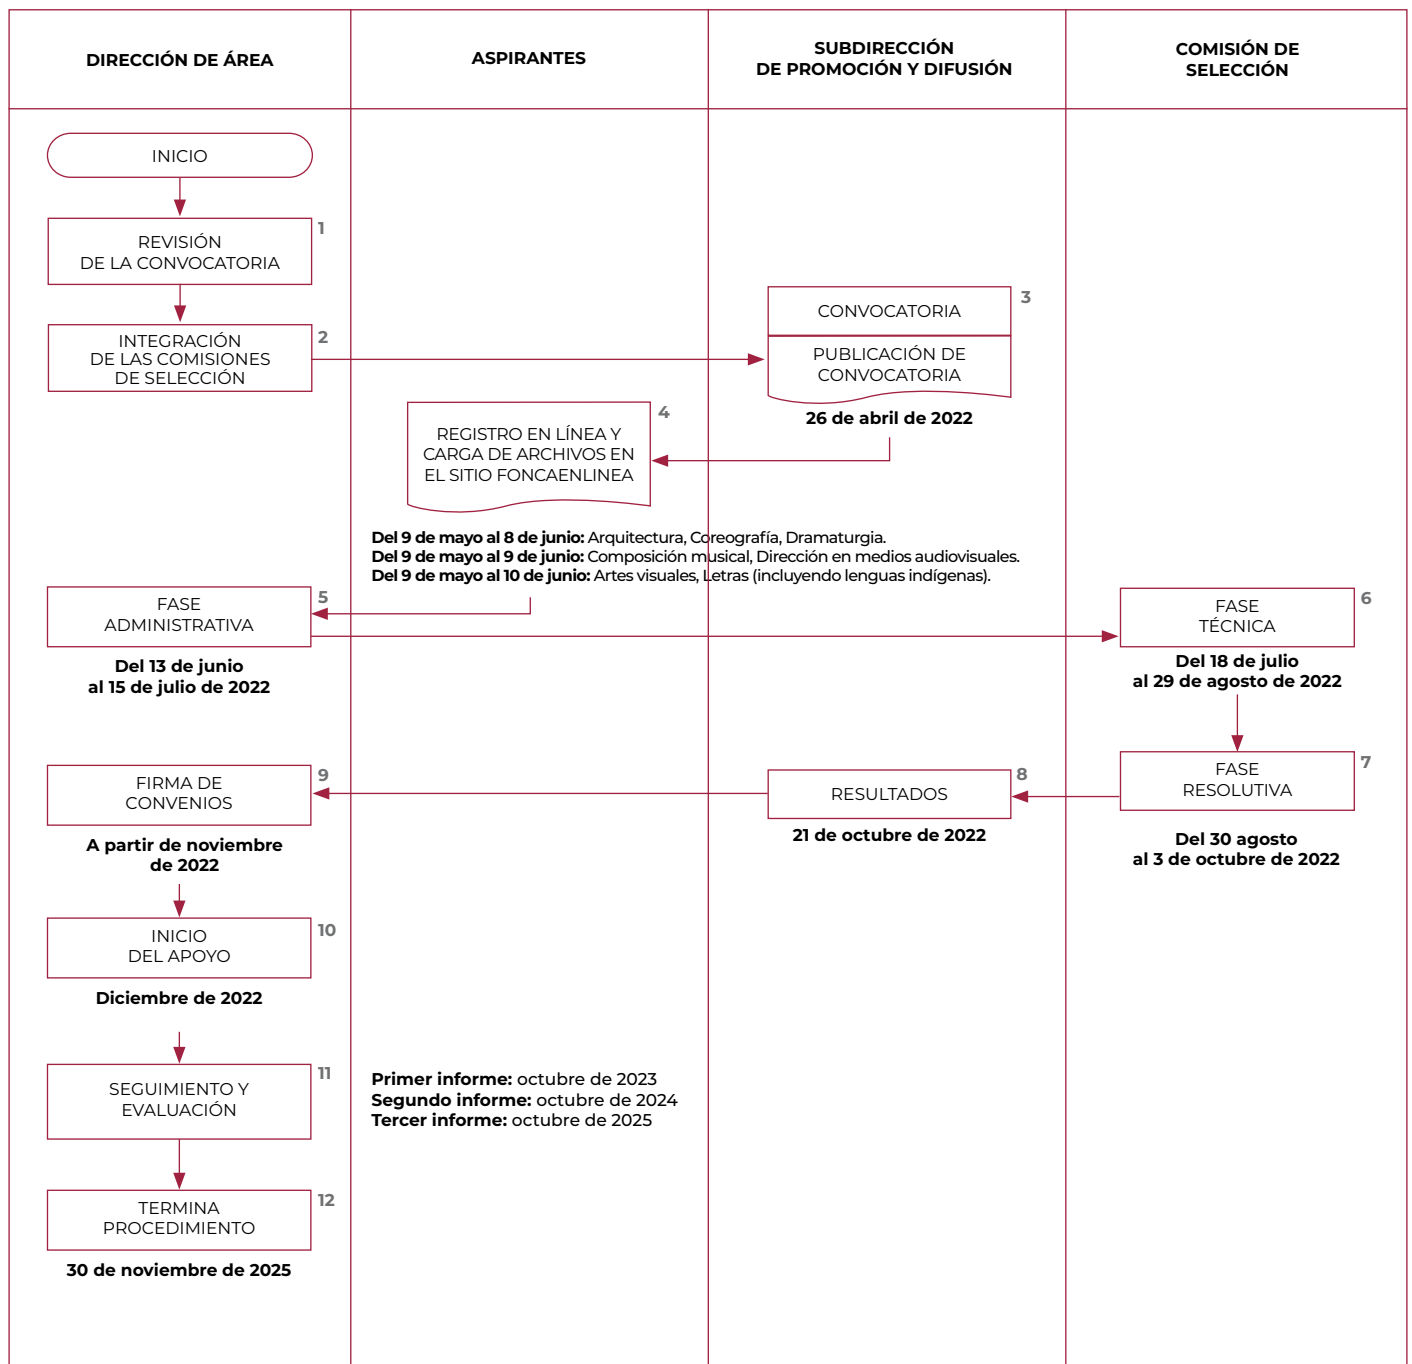 DIRECCIÓN DE ÁREA
ASPIRANTES
SUBDIRECCIÓN
DE PROMOCIÓN Y DIFUSIÓN
COMISIÓN DE
SELECCIÓN
INICIO
1
REVISIÓN
DE LA CONVOCATORIA
2
INTEGRACIÓN
DE LAS COMISIONES
DE SELECCIÓN
3
CONVOCATORIA
PUBLICACIÓN DE
CONVOCATORIA
26 de abril de 2022
4
REGISTRO EN LÍNEA Y
CARGA DE ARCHIVOS EN
EL SITIO FONCAENLINEA
Del 9 de mayo al 8 de junio: Arquitectura, Coreografía, Dramaturgia.
Del 9 de mayo al 9 de junio: Composición musical, Dirección en medios audiovisuales.
Del 9 de mayo al 10 de junio: Artes visuales, Letras (incluyendo lenguas indígenas).
5
FASE
ADMINISTRATIVA
Del 13 de junio
al 15 de julio de 2022
6
FASE
TÉCNICA
Del 18 de julio
al 29 de agosto de 2022
7
FASE
RESOLUTIVA
Del 30 agosto
al 3 de octubre de 2022
8
RESULTADOS
21 de octubre de 2022
9
FIRMA DE
CONVENIOS
A partir de noviembre
de 2022
10
INICIO
DEL APOYO
Diciembre de 2022
11
SEGUIMIENTO Y
EVALUACIÓN
Primer informe: octubre de 2023
Segundo informe: octubre de 2024
Tercer informe: octubre de 2025
12
TERMINA
PROCEDIMIENTO
30 de noviembre de 2025